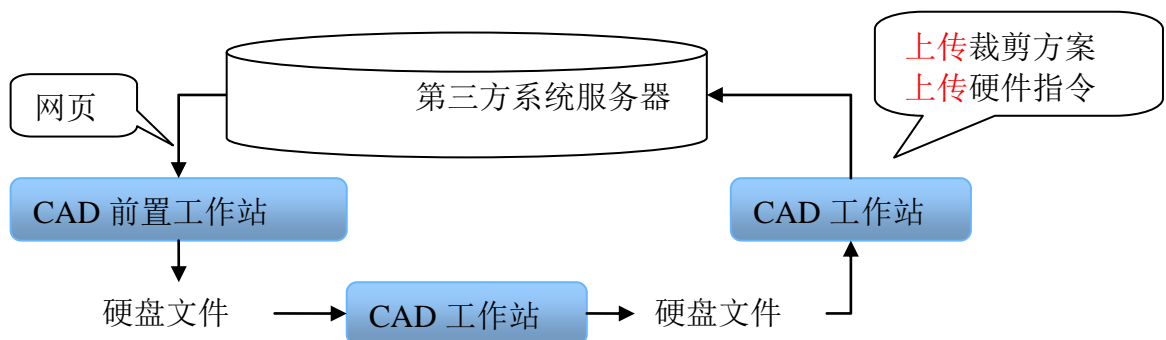 上传裁剪方案
上传硬件指令
第三方系统服务器
网页
CAD 前置工作站
CAD 工作站
硬盘文件
CAD 工作站
硬盘文件